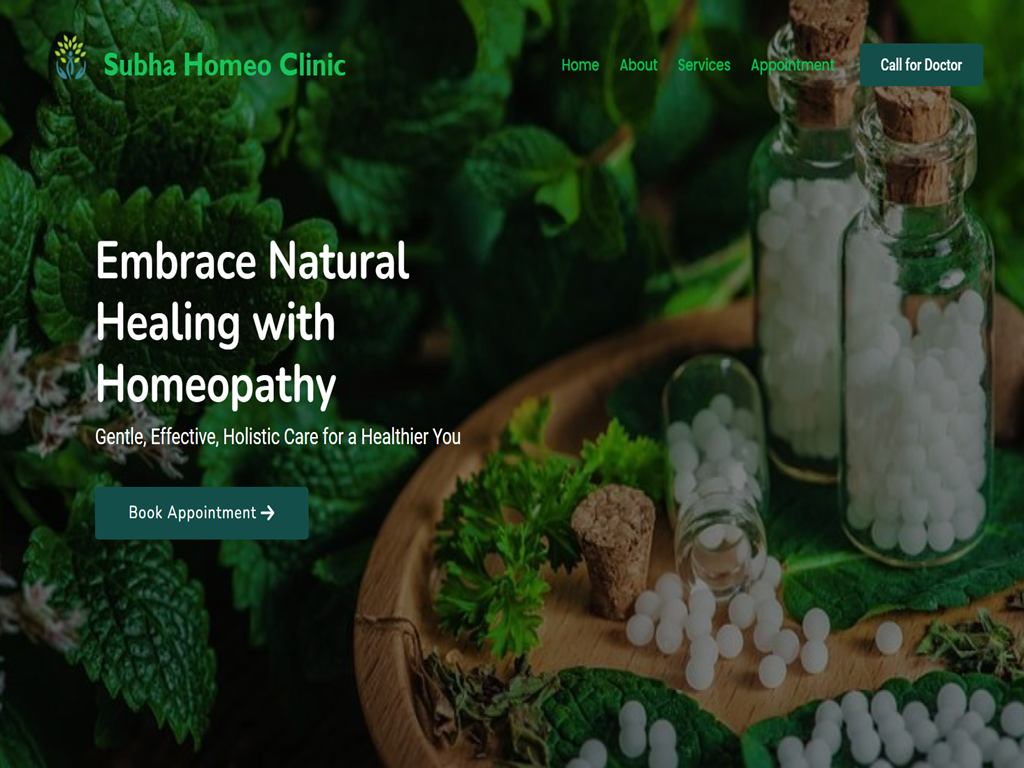 Subha Homeo Clinic
Home About Services Appointment Call for Doctor
Embrace Natural
Healing with
Homeopathy
Gentle, Effective, Holistic Care for a Healthier You
Book Appointment →